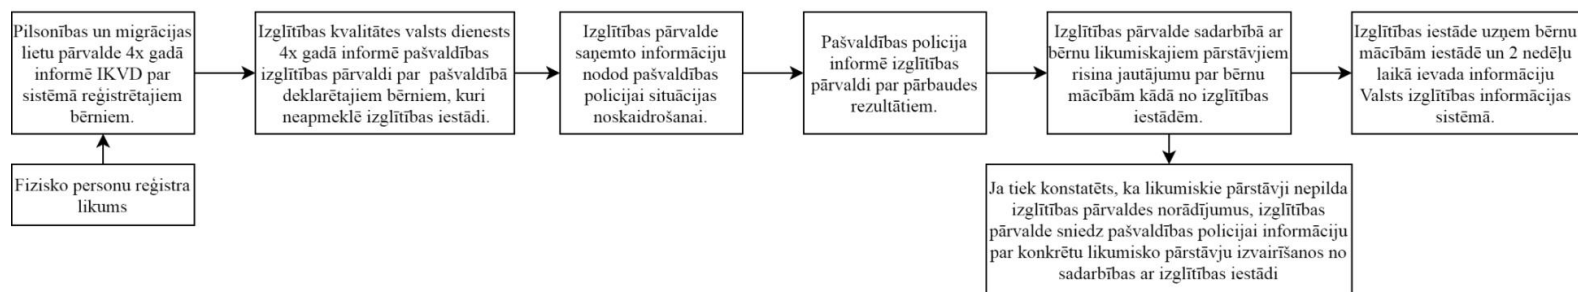 Pilsonības un migrācijas
lietu pārvalde 4x gadā
informē IKVD par
sistēmā reģistrētajiem
bērniem.
Izglītības kvalitātes valsts dienests
4x gadā informē pašvaldības
izglītības pārvaldi par pašvaldībā
deklarētajiem bērniem, kuri
neapmeklē izglītības iestādi.
Izglītības pārvalde
saņemto informāciju
nodod pašvaldības
policijai situācijas
noskaidrošanai.
Pašvaldības policija
informē izglītības
pārvaldi par pārbaudes
rezultātiem.
Izglītības pārvalde sadarbībā ar
bērnu likumiskajiem pārstāvjiem
risina jautājumu par bērnu
mācībām kādā no izglītības
iestādēm.
Izglītības iestāde uzņem bērnu
mācībām iestādē un 2 nedēļu
laikā ievada informāciju
Valsts izglītības informācijas
sistēmā.
Fizisko personu reģistra
likums
Ja tiek konstatēts, ka likumiskie pārstāvji nepilda
izglītības pārvaldes norādījumus, izglītības
pārvalde sniedz pašvaldības policijai informāciju
par konkrētu likumisko pārstāvju izvairīšanos no
sadarbības ar izglītības iestādi